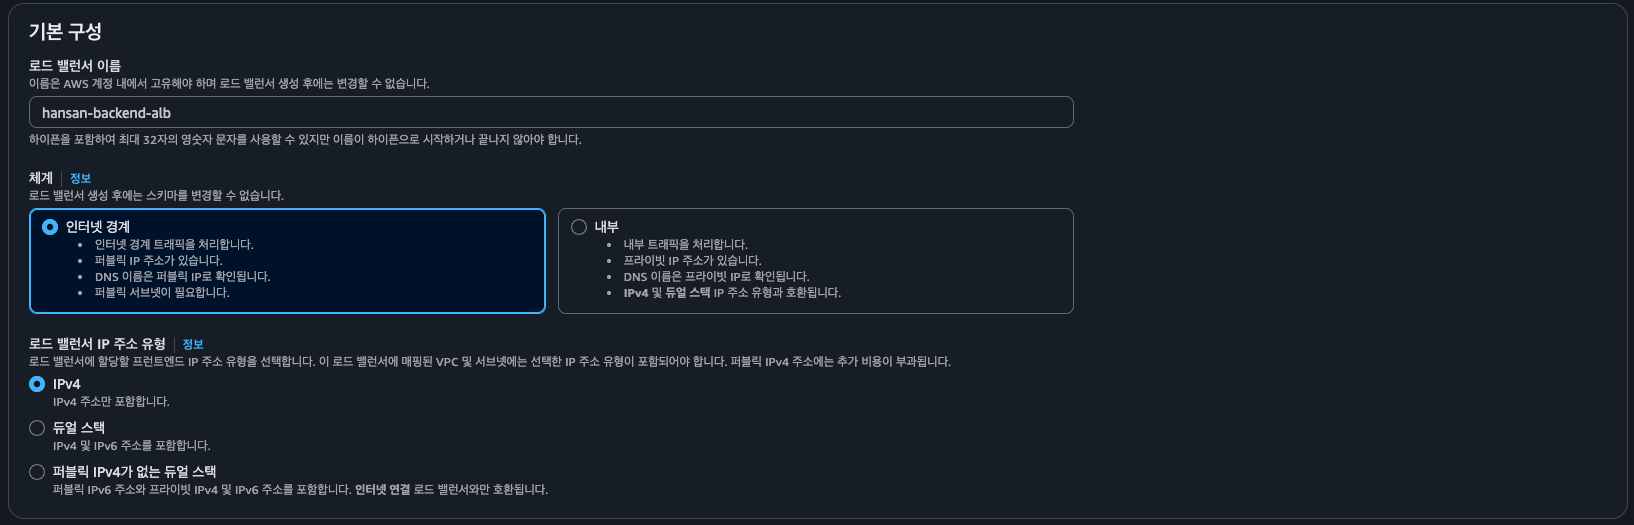 기본 구성
로드 밸런서 이름
이름은 AWS 계정 내에서 고유해야 하며 로드 밸런서 생성 후에는 변경할 수 없습니다.
hansan-backend-alb
하이픈을 포함하여 최대 32자의 영숫자 문자를 사용할 수 있지만 이름이 하이픈으로 시작하거나 끝나지 않아야 합니다.
체계 정보
로드 밸런서 생성 후에는 스키마를 변경할 수 없습니다.
인터넷 경계
• 인터넷 경계 트래픽을 처리합니다.
• 퍼블릭 IP 주소가 있습니다.
• DNS 이름은 퍼블릭 IP로 확인됩니다.
• 퍼블릭 서브넷이 필요합니다.
내부
• 내부 트래픽을 처리합니다.
• 프라이빗 IP 주소가 있습니다.
• DNS 이름은 프라이빗 IP로 확인됩니다.
• IPv4 및 듀얼 스택 IP 주소 유형과 호환됩니다.
로드 밸런서 IP 주소 유형 정보
로드 밸런서에 할당할 프런트엔드 IP 주소 유형을 선택합니다. 이 로드 밸런서에 매핑된 VPC 및 서브넷에는 선택한 IP 주소 유형이 포함되어야 합니다. 퍼블릭 IPv4 주소에는 추가 비용이 부과됩니다.
IPv4
IPv4 주소만 포함합니다.
듀얼 스택
IPv4 및 IPv6 주소를 포함합니다.
퍼블릭 IPv4가 없는 듀얼 스택
퍼블릭 IPv6 주소와 프라이빗 IPv4 및 IPv6 주소를 포함합니다. 인터넷 연결 로드 밸런서와만 호환됩니다.